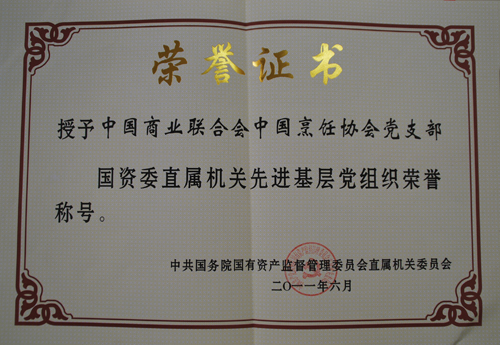 荣誉证书
授予中国商业联合会中国烹饪协会党支部
国资委直属机关先进基层党组织荣誉
称号。
中共国务院国有资产监督管理委员会直属机关委员会
二〇一一年六月